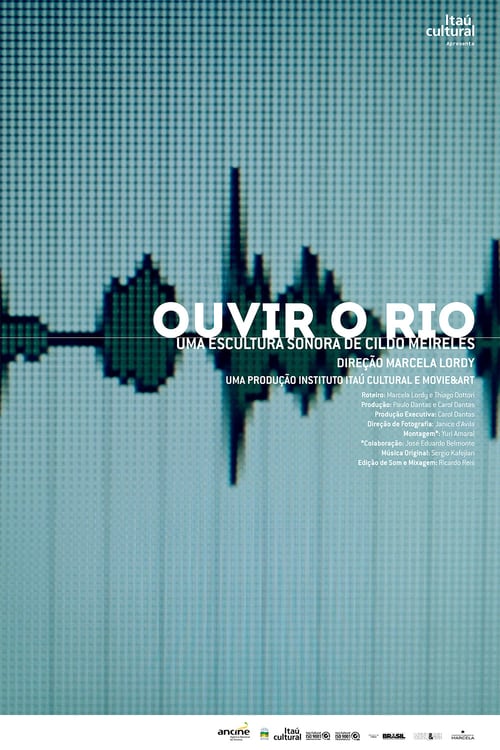 Itaú
cultural
Apresenta
OUVIR O RIO
UMA ESCULTURA SONORA DE CILDO MEIRELES
DIREÇÃO MARCELA LORDY
UMA PRODUÇÃO INSTITUTO ITAÚ CULTURAL E MOVIE&ART
Roteiro: Marcela Lordy e Thiago Dottori
Produção: Paulo Dantas e Carol Dantas
Produção Executiva: Carol Dantas
Direção de Fotografia: Janice d'Avila
Montagem*: Yuri Amaral
*Colaboração: José Eduardo Belmonte
Música Original: Sergio Kafejian
Edição de Som e Mixagem: Ricardo Reis
ancine
Itaú
cultural
ISO 9001
BRASIL
MARCELA